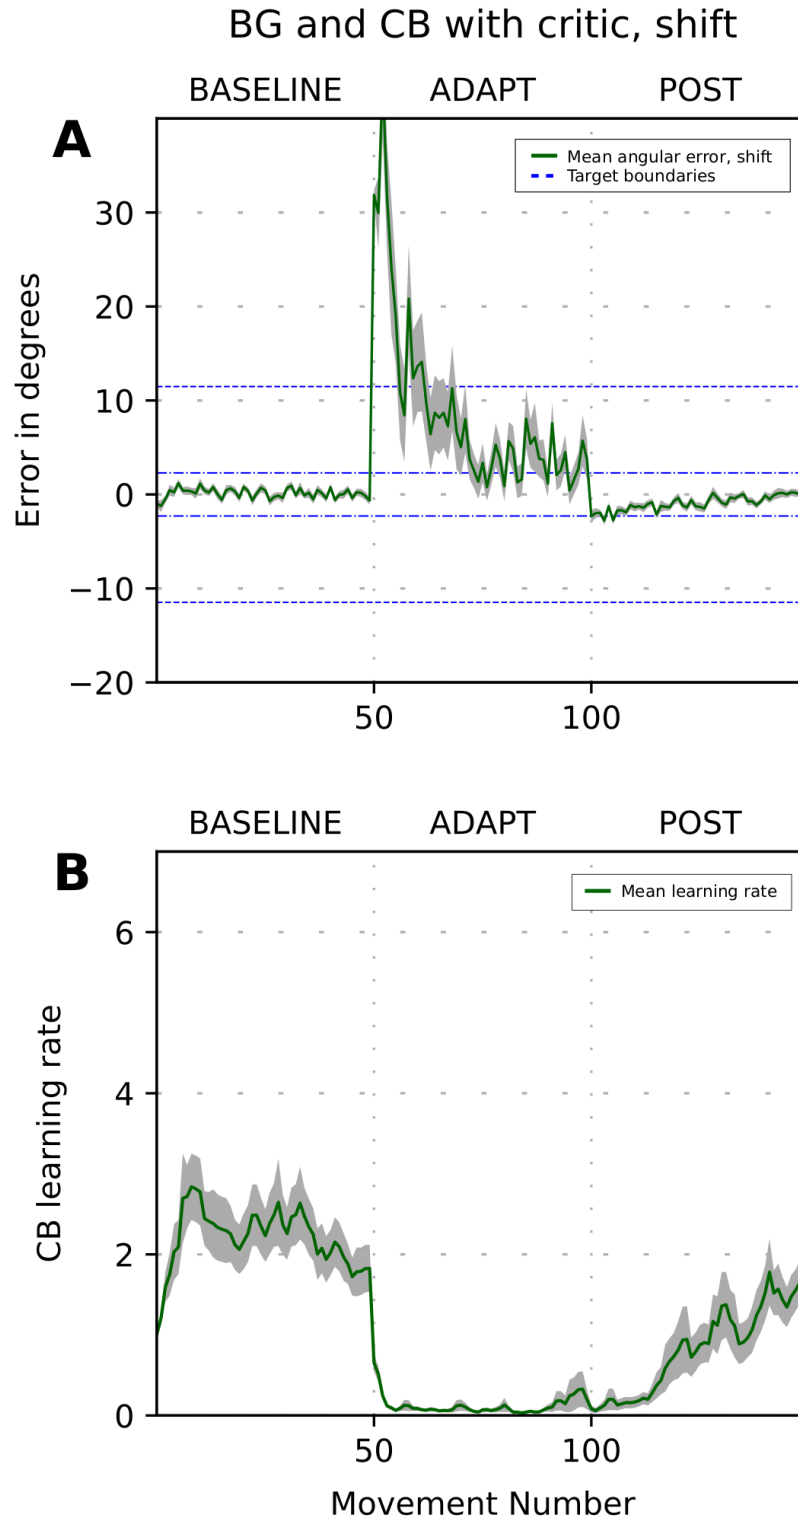 BG and CB with critic, shift
BASELINE ADAPT POST
A
Mean angular error, shift
Target boundaries
Error in degrees
30
20
10
0
−10
−20
50 100
BASELINE ADAPT POST
B
Mean learning rate
CB learning rate
6
4
2
0
50 100
Movement Number